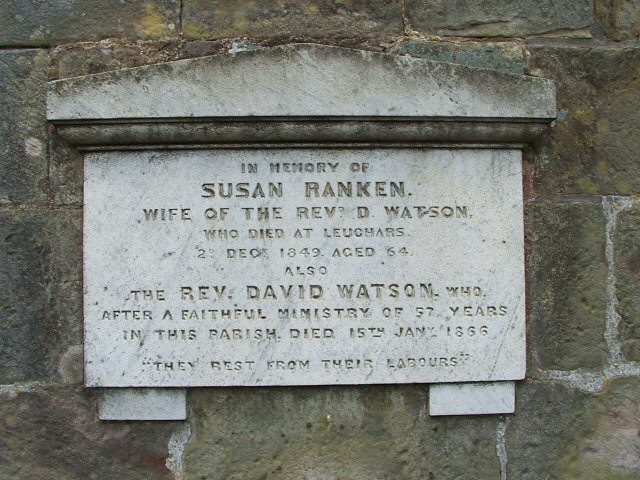 IN MEMORY OF
SUSAN RANKEN.
WIFE OF THE REVD D. WATSON.
WHO DIED AT LEUCHARS.
DECR 1849. AGED 64.
ALSO
THE REV. DAVID WATSON. WHO,
AFTER A FAITHFUL MINISTRY OF 57 YEARS
IN THIS PARISH. DIED 15TH JANY. 1866
"THEY REST FROM THEIR LABOURS"